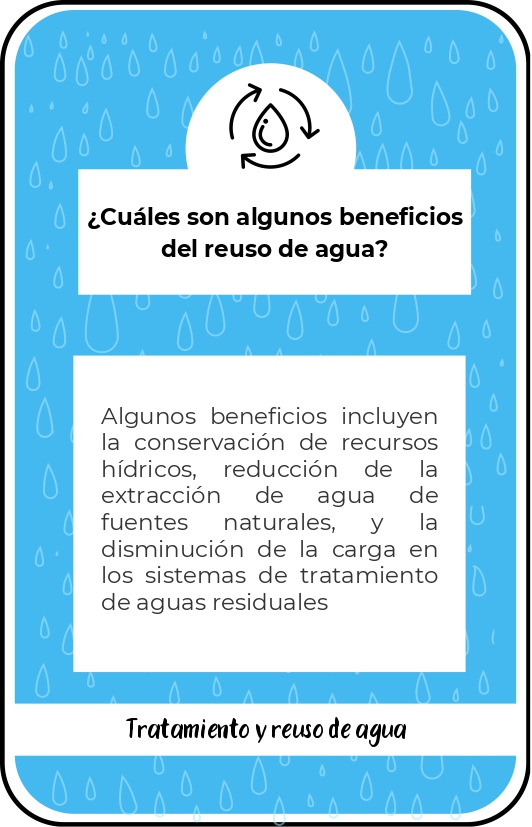 ¿Cuáles son algunos beneficios
del reuso de agua?
Algunos beneficios incluyen
la conservación de recursos
hídricos, reducción de la
extracción de agua de
fuentes naturales, y la
disminución de la carga en
los sistemas de tratamiento
de aguas residuales
Tratamiento y reuso de agua